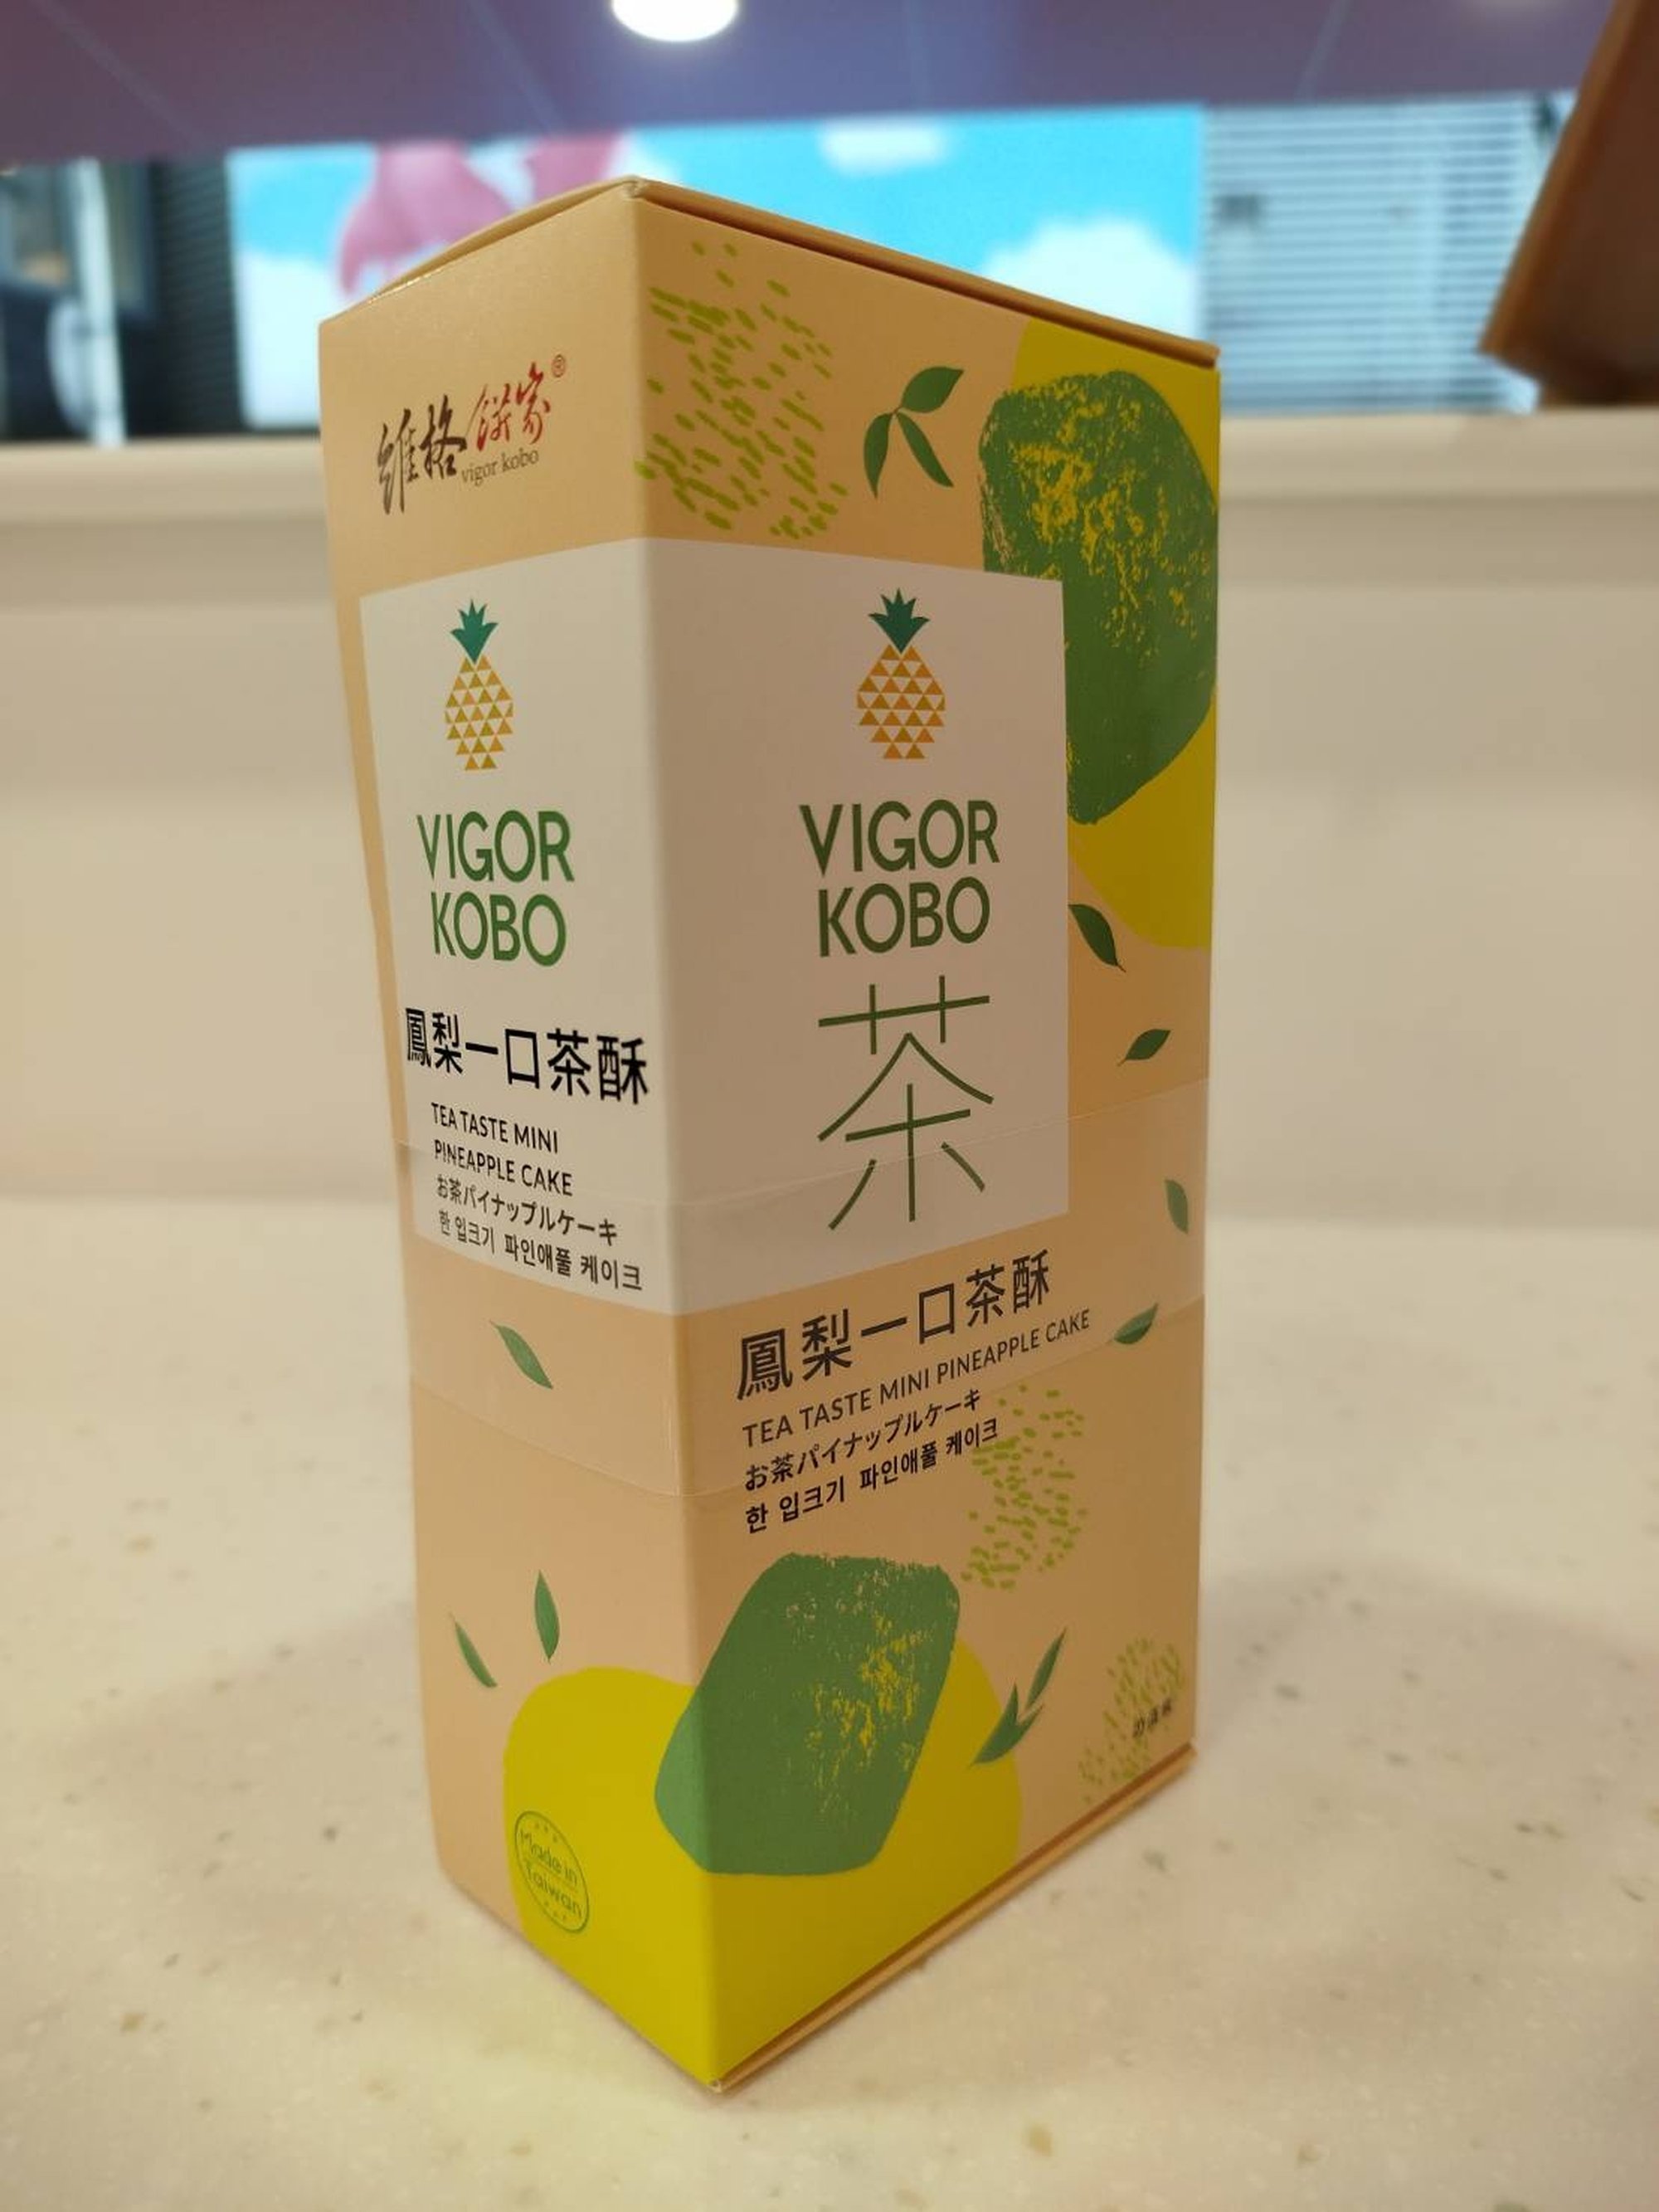 維格餅家®
vigor kobo
VIGOR
KOBO
鳳梨一口茶酥
TEA TASTE MINI
PINEAPPLE CAKE
お茶パイナップルケーキ
한 입크기 파인애플 케이크
Made in
Taiwan
VIGOR
KOBO
茶
鳳梨一口茶酥
TEA TASTE MINI PINEAPPLE CAKE
お茶パイナップルケーキ
한 입크기 파인애플 케이크